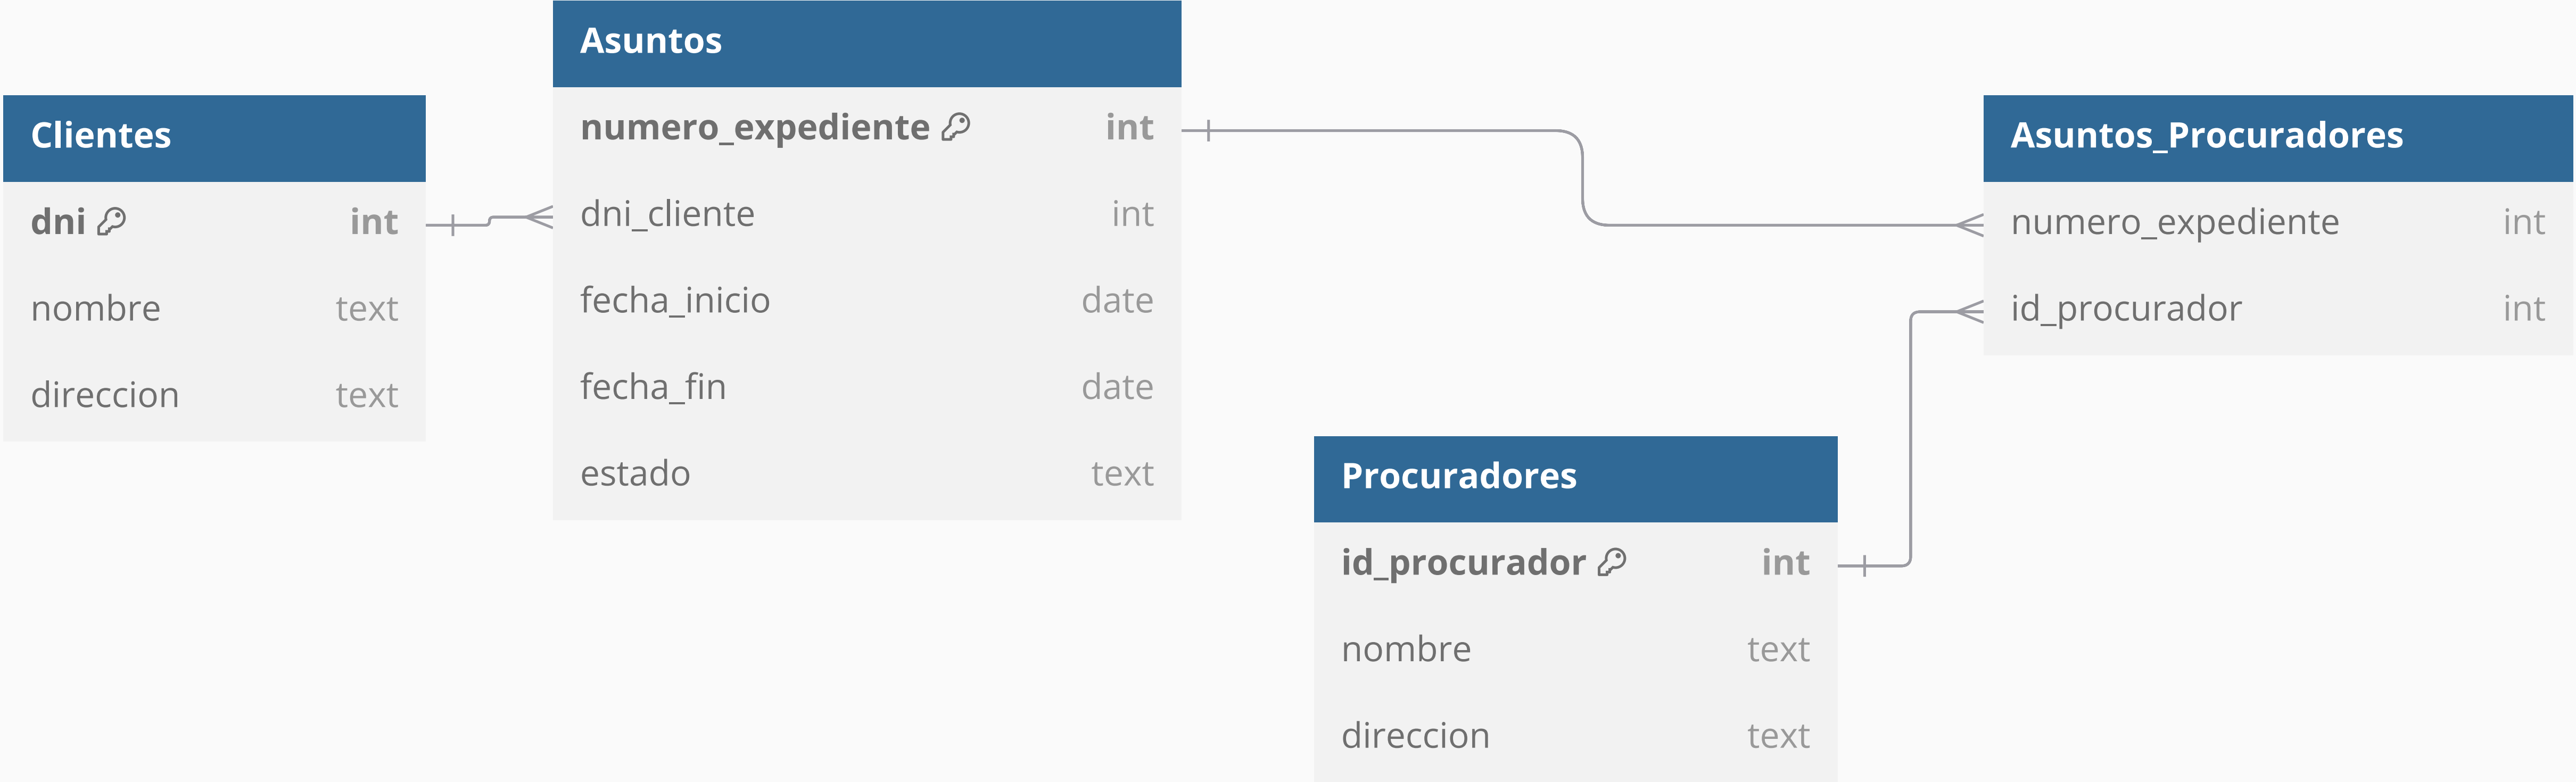 Clientes
dni int
nombre text
direccion text
Asuntos
numero_expediente int
dni_cliente int
fecha_inicio date
fecha_fin date
estado text
Procuradores
id_procurador int
nombre text
direccion text
Asuntos_Procuradores
numero_expediente int
id_procurador int